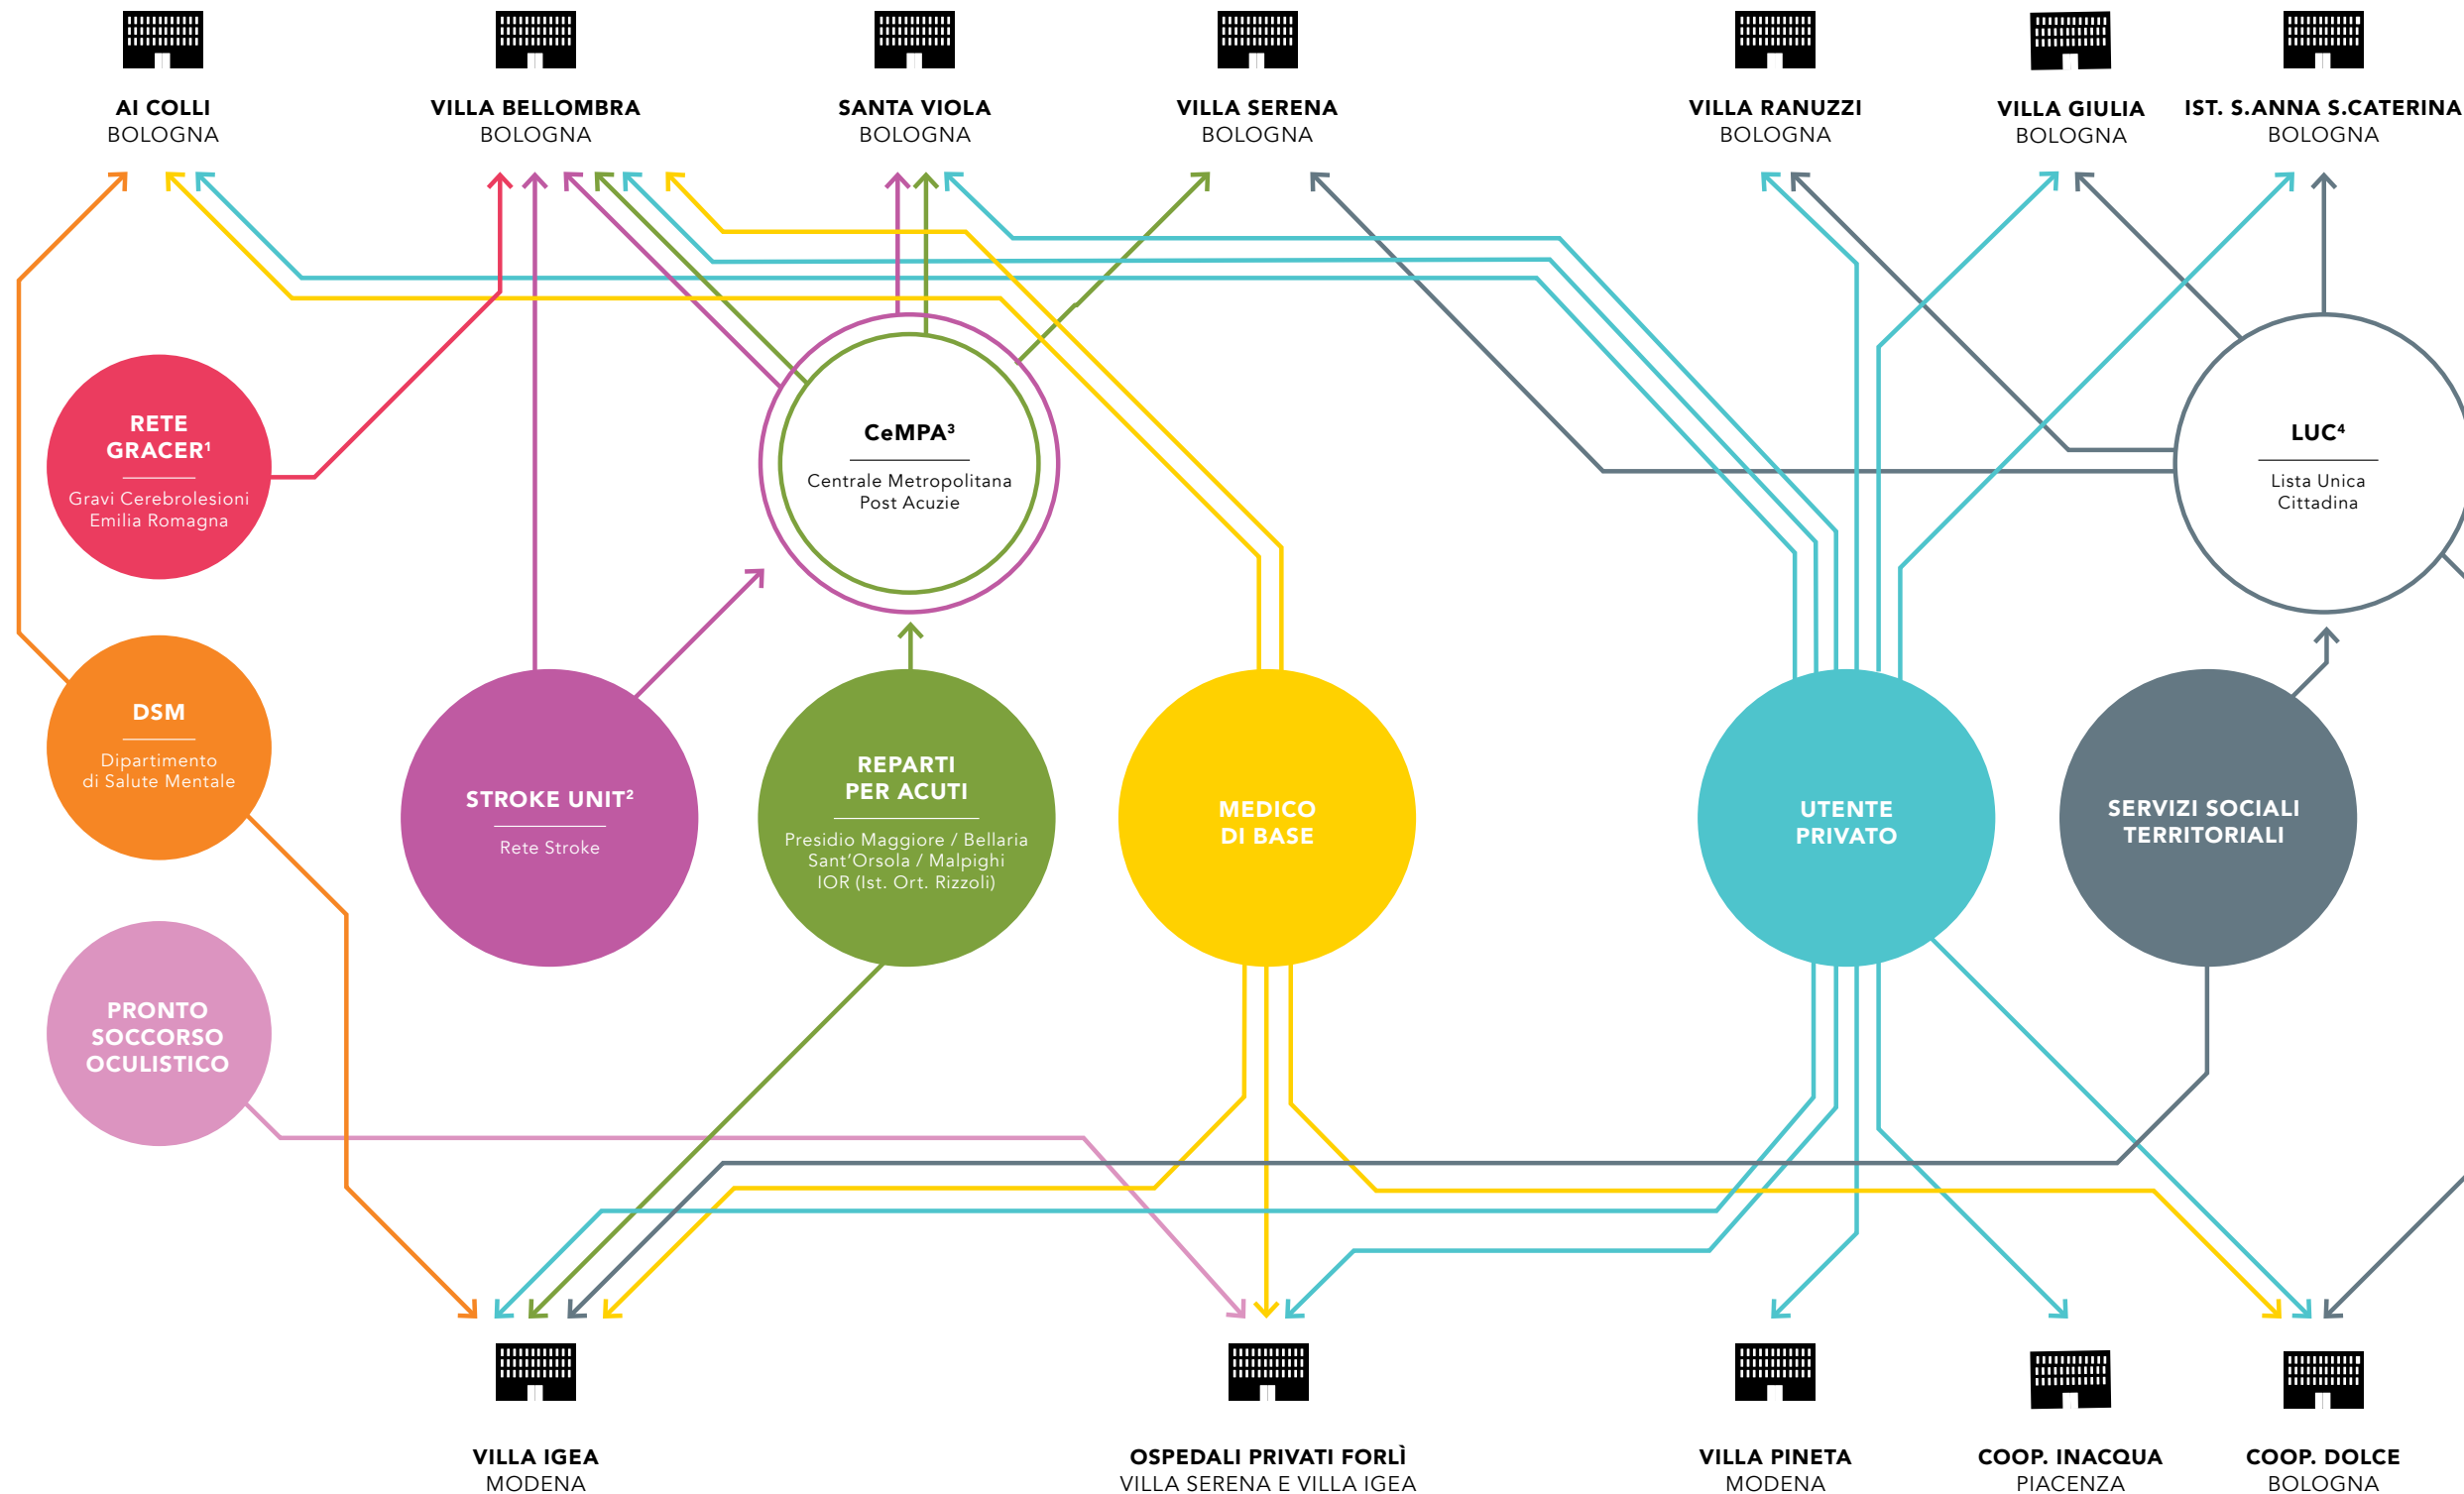 AI COLLI
BOLOGNA
VILLA BELLOMBRA
BOLOGNA
SANTA VIOLA
BOLOGNA
VILLA SERENA
BOLOGNA
VILLA RANUZZI
BOLOGNA
VILLA GIULIA
BOLOGNA
IST. S.ANNA S.CATERINA
BOLOGNA
RETE
GRACER¹
Gravi Cerebrolesioni
Emilia Romagna
CeMPA³
Centrale Metropolitana
Post Acuzie
LUC⁴
Lista Unica
Cittadina
DSM
Dipartimento
di Salute Mentale
STROKE UNIT²
Rete Stroke
REPARTI
PER ACUTI
Presidio Maggiore / Bellaria
Sant'Orsola / Malpighi
IOR (Ist. Ort. Rizzoli)
MEDICO
DI BASE
UTENTE
PRIVATO
SERVIZI SOCIALI
TERRITORIALI
PRONTO
SOCCORSO
OCULISTICO
VILLA IGEA
MODENA
OSPEDALI PRIVATI FORLÌ
VILLA SERENA E VILLA IGEA
VILLA PINETA
MODENA
COOP. INACQUA
PIACENZA
COOP. DOLCE
BOLOGNA